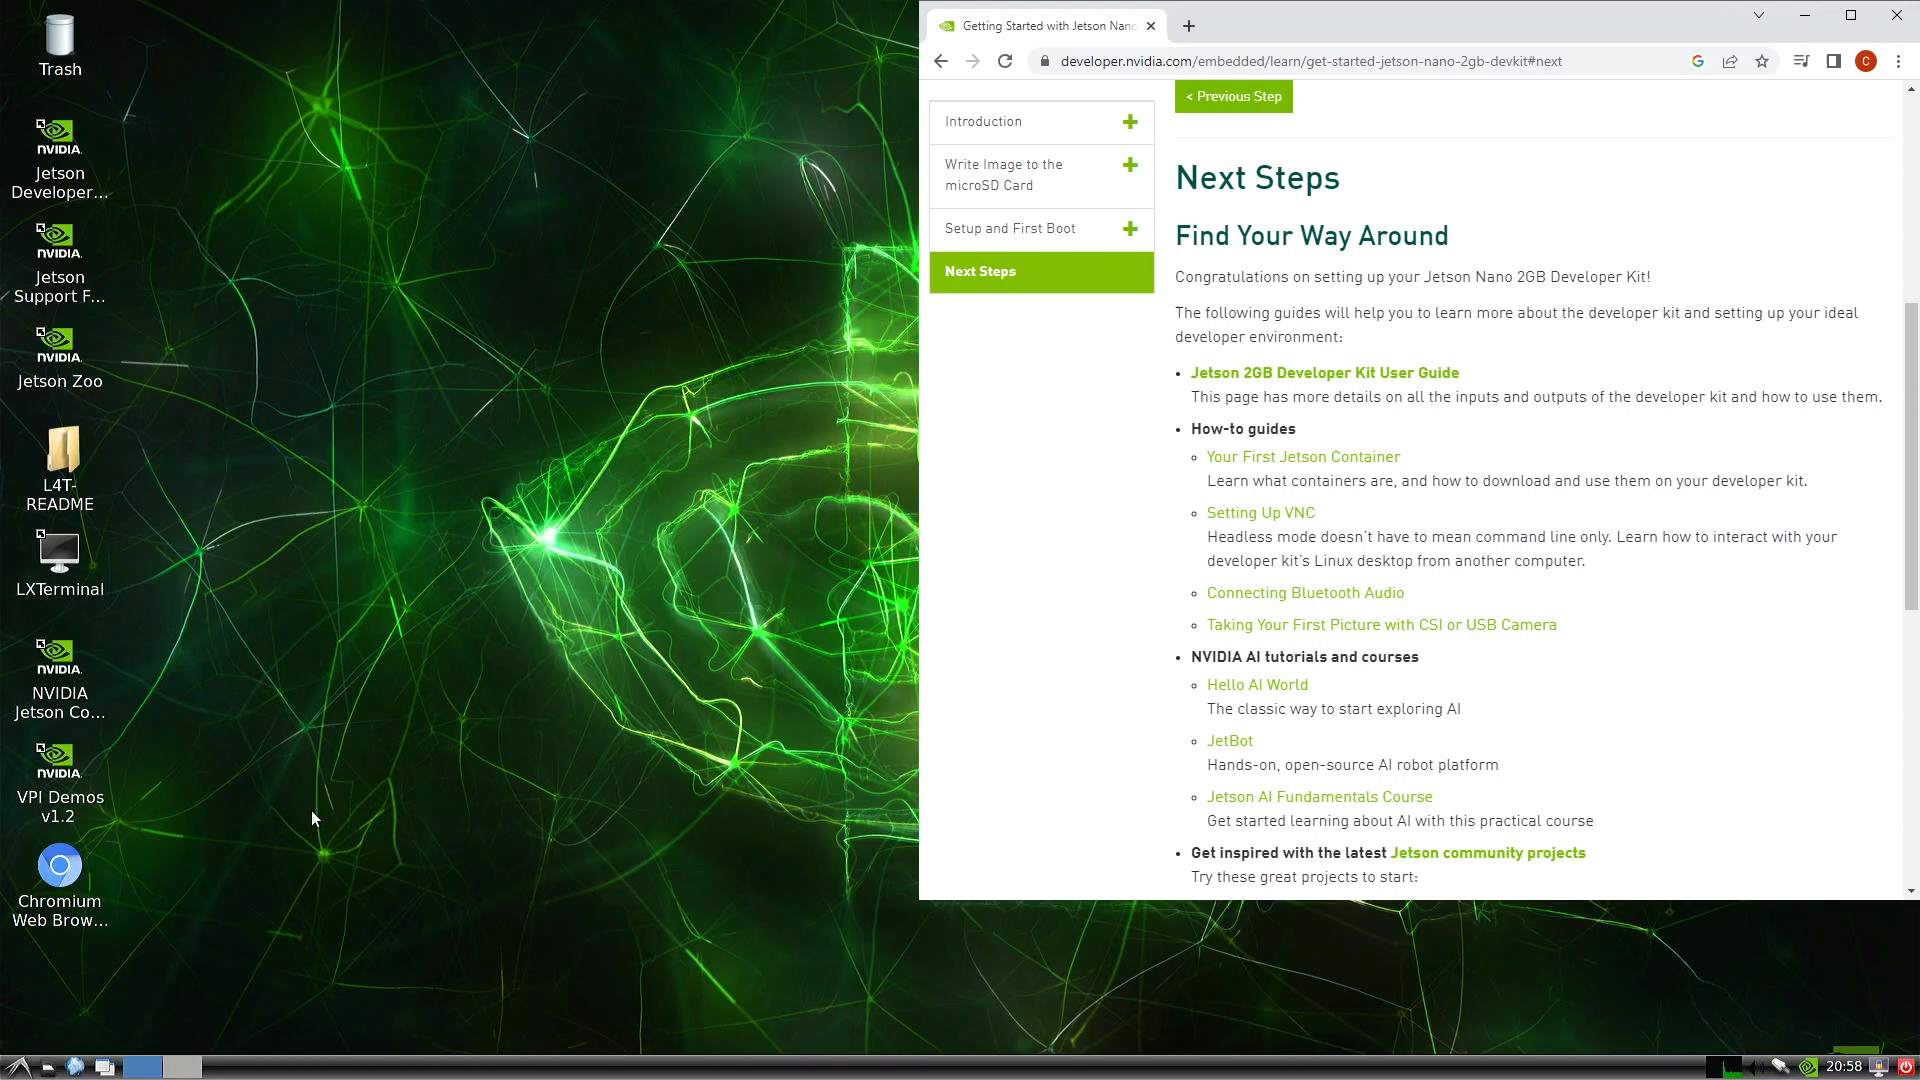 Trash
NVIDIA.
Jetson
Developer...
NVIDIA.
Jetson
Support F...
NVIDIA.
Jetson Zoo
L4T-
README
LXTerminal
NVIDIA.
NVIDIA
Jetson Co...
NVIDIA.
VPI Demos
v1.2
Chromium
Web Brow...
Getting Started with Jetson Nano
developer.nvidia.com/embedded/learn/get-started-jetson-nano-2gb-devkit#next
C
Introduction
Write Image to the
microSD Card
Setup and First Boot
Next Steps
< Previous Step
Next Steps
Find Your Way Around
Congratulations on setting up your Jetson Nano 2GB Developer Kit!
The following guides will help you to learn more about the developer kit and setting up your ideal
developer environment:
• Jetson 2GB Developer Kit User Guide
This page has more details on all the inputs and outputs of the developer kit and how to use them.
• How-to guides
◦ Your First Jetson Container
Learn what containers are, and how to download and use them on your developer kit.
◦ Setting Up VNC
Headless mode doesn’t have to mean command line only. Learn how to interact with your
developer kit’s Linux desktop from another computer.
◦ Connecting Bluetooth Audio
◦ Taking Your First Picture with CSI or USB Camera
• NVIDIA AI tutorials and courses
◦ Hello AI World
The classic way to start exploring AI
◦ JetBot
Hands-on, open-source AI robot platform
◦ Jetson AI Fundamentals Course
Get started learning about AI with this practical course
• Get inspired with the latest Jetson community projects
Try these great projects to start:
20:58